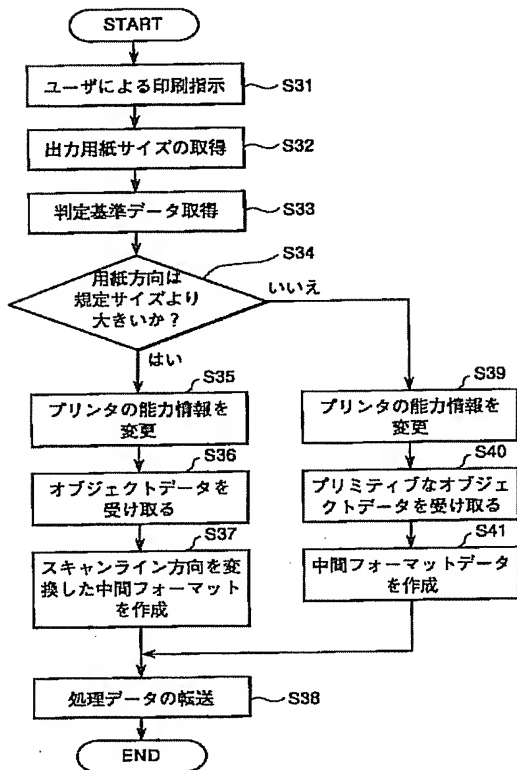 START
ユーザによる印刷指示
S31
出力用紙サイズの取得
S32
判定基準データ取得
S33
用紙方向は
規定サイズより
大きいか?
S34
いいえ
はい
S35
プリンタの能力情報を
変更
S36
オブジェクトデータを
受け取る
S37
スキャンライン方向を変
換した中間フォーマット
を作成
S39
プリンタの能力情報を
変更
S40
プリミティブなオブジェ
クトデータを受け取る
S41
中間フォーマットデータ
を作成
処理データの転送
S38
END